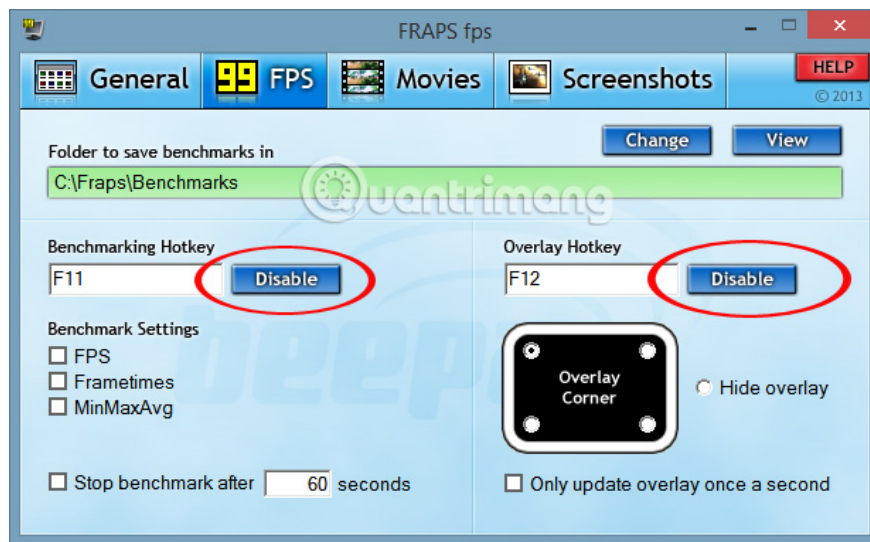 FRAPS fps
General
99 FPS
Movies
Screenshots
HELP
© 2013
Folder to save benchmarks in
Change
View
C:\Fraps\Benchmarks
Quantrimang
Benchmarking Hotkey
Overlay Hotkey
F11
Disable
F12
Disable
Benchmark Settings
FPS
Frametimes
MinMaxAvg
Overlay
Corner
Hide overlay
Stop benchmark after 60 seconds
Only update overlay once a second